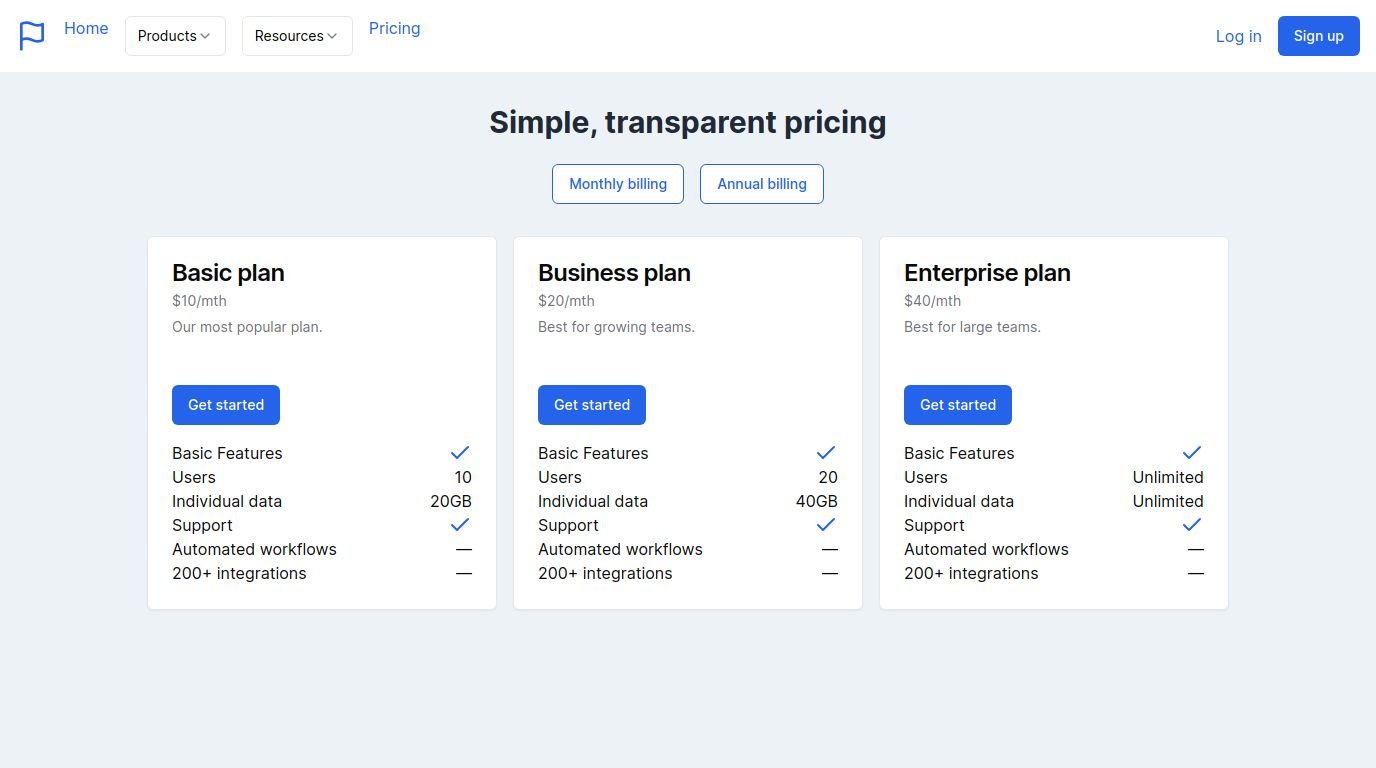 Home Products Resources Pricing Log in Sign up
Simple, transparent pricing
Monthly billing Annual billing
Basic plan
$10/mth
Our most popular plan.
Get started
Basic Features
Users 10
Individual data 20GB
Support
Automated workflows —
200+ integrations —
Business plan
$20/mth
Best for growing teams.
Get started
Basic Features
Users 20
Individual data 40GB
Support
Automated workflows —
200+ integrations —
Enterprise plan
$40/mth
Best for large teams.
Get started
Basic Features
Users Unlimited
Individual data Unlimited
Support
Automated workflows —
200+ integrations —